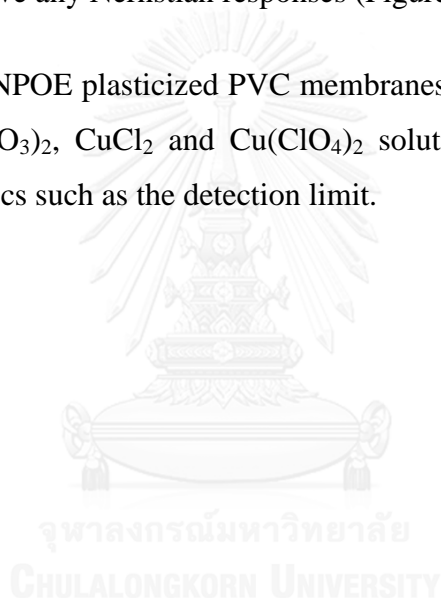 ve any Nernstian responses (Figure
NPOE plasticized PVC membranes
O₃)₂, CuCl₂ and Cu(ClO₄)₂ solut
cs such as the detection limit.
จุฬาลงกรณ์มหาวิทยาลัย
CHULALONGKORN UNIVERSITY